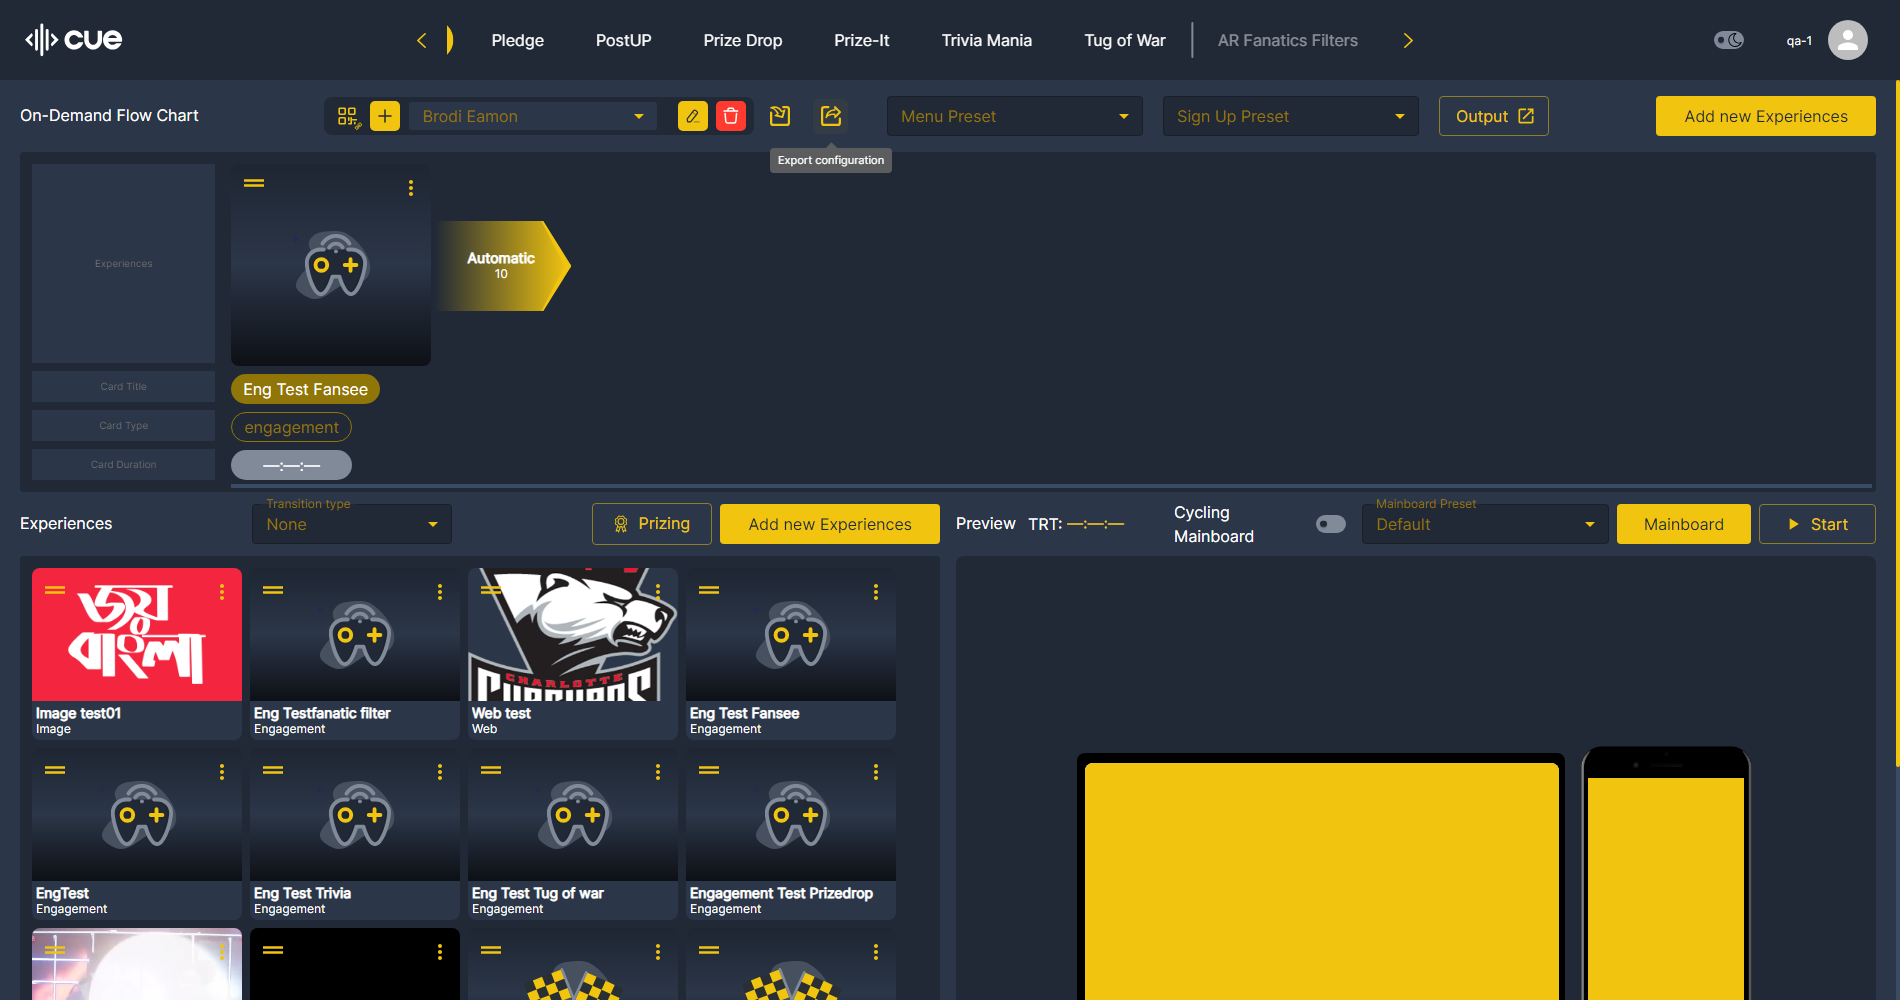 cue
Pledge
PostUP
Prize Drop
Prize-It
Trivia Mania
Tug of War
AR Fanatics Filters
qa-1
On-Demand Flow Chart
Brodi Eamon
Menu Preset
Sign Up Preset
Output
Add new Experiences
Export configuration
Experiences
Automatic
10
Card Title
Eng Test Fansee
Card Type
engagement
Card Duration
—:—:—
Experiences
Transition type
None
Prizing
Add new Experiences
Preview
TRT: —:—:—
Cycling
Mainboard
Mainboard Preset
Default
Mainboard
Start
জয়
বাংলা
CHARLOTTE
Image test01
Image
Eng Testfanatic filter
Engagement
Web test
Web
Eng Test Fansee
Engagement
EngTest
Engagement
Eng Test Trivia
Engagement
Eng Test Tug of war
Engagement
Engagement Test Prizedrop
Engagement